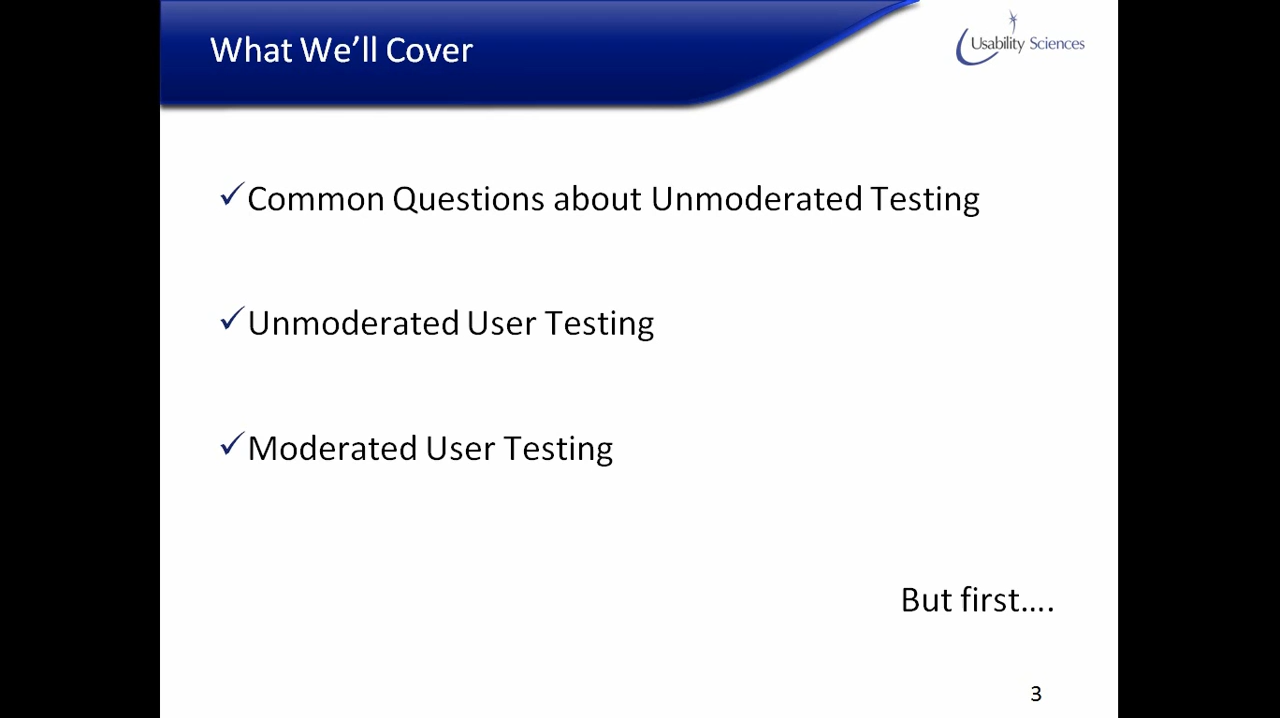 What We’ll Cover
Usability Sciences
Common Questions about Unmoderated Testing
Unmoderated User Testing
Moderated User Testing
But first….
3